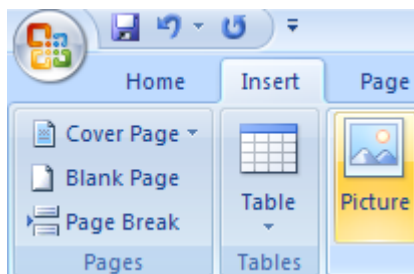 Home Insert Page
Cover Page
Blank Page
Page Break
Table
Picture
Pages Tables